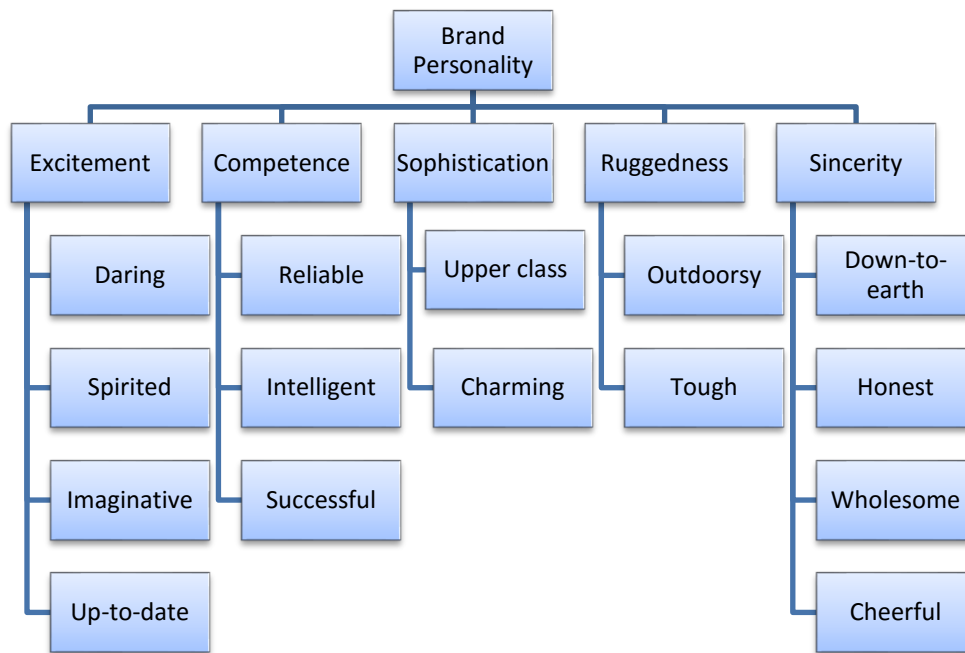 Brand
Personality
Excitement
Competence
Sophistication
Ruggedness
Sincerity
Daring
Spirited
Imaginative
Up-to-date
Reliable
Intelligent
Successful
Upper class
Charming
Outdoorsy
Tough
Down-to-
earth
Honest
Wholesome
Cheerful